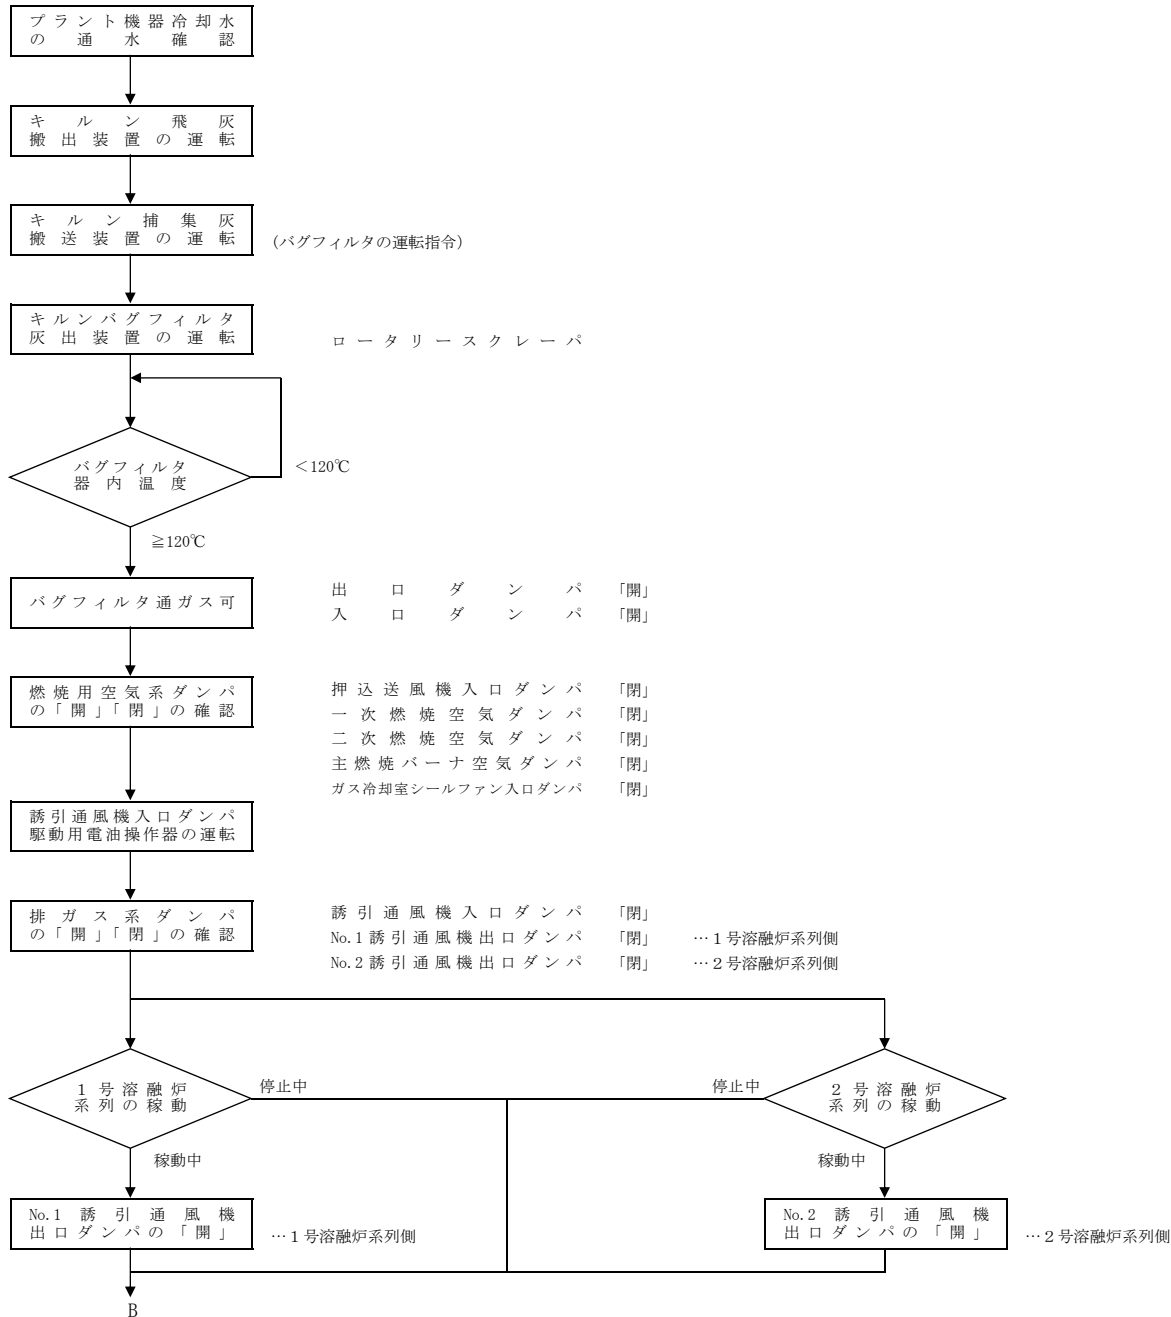 プラント機器冷却水
の通水確認
キルン飛灰
搬出装置の運転
キルン捕集灰
搬送装置の運転
(バグフィルタの運転指令)
キルンバグフィルタ
灰出装置の運転
ロータリースクレーパ
バグフィルタ
器内温度
＜120℃
≧120℃
バグフィルタ通ガス可
出口ダンパ 「開」
入口ダンパ 「開」
燃焼用空気系ダンパ
の「開」「閉」の確認
押込送風機入口ダンパ 「閉」
一次燃焼空気ダンパ 「閉」
二次燃焼空気ダンパ 「閉」
主燃焼バーナ空気ダンパ 「閉」
ガス冷却室シールファン入口ダンパ 「閉」
誘引通風機入口ダンパ
駆動用電油操作器の運転
排ガス系ダンパ
の「開」「閉」の確認
誘引通風機入口ダンパ 「閉」
No.1誘引通風機出口ダンパ 「閉」 …１号溶融炉系列側
No.2誘引通風機出口ダンパ 「閉」 …２号溶融炉系列側
１号溶融炉
系列の稼動
停止中
停止中
２号溶融炉
系列の稼動
稼動中
稼動中
No.1誘引通風機
出口ダンパの「開」
…１号溶融炉系列側
No.2誘引通風機
出口ダンパの「開」
…２号溶融炉系列側
B